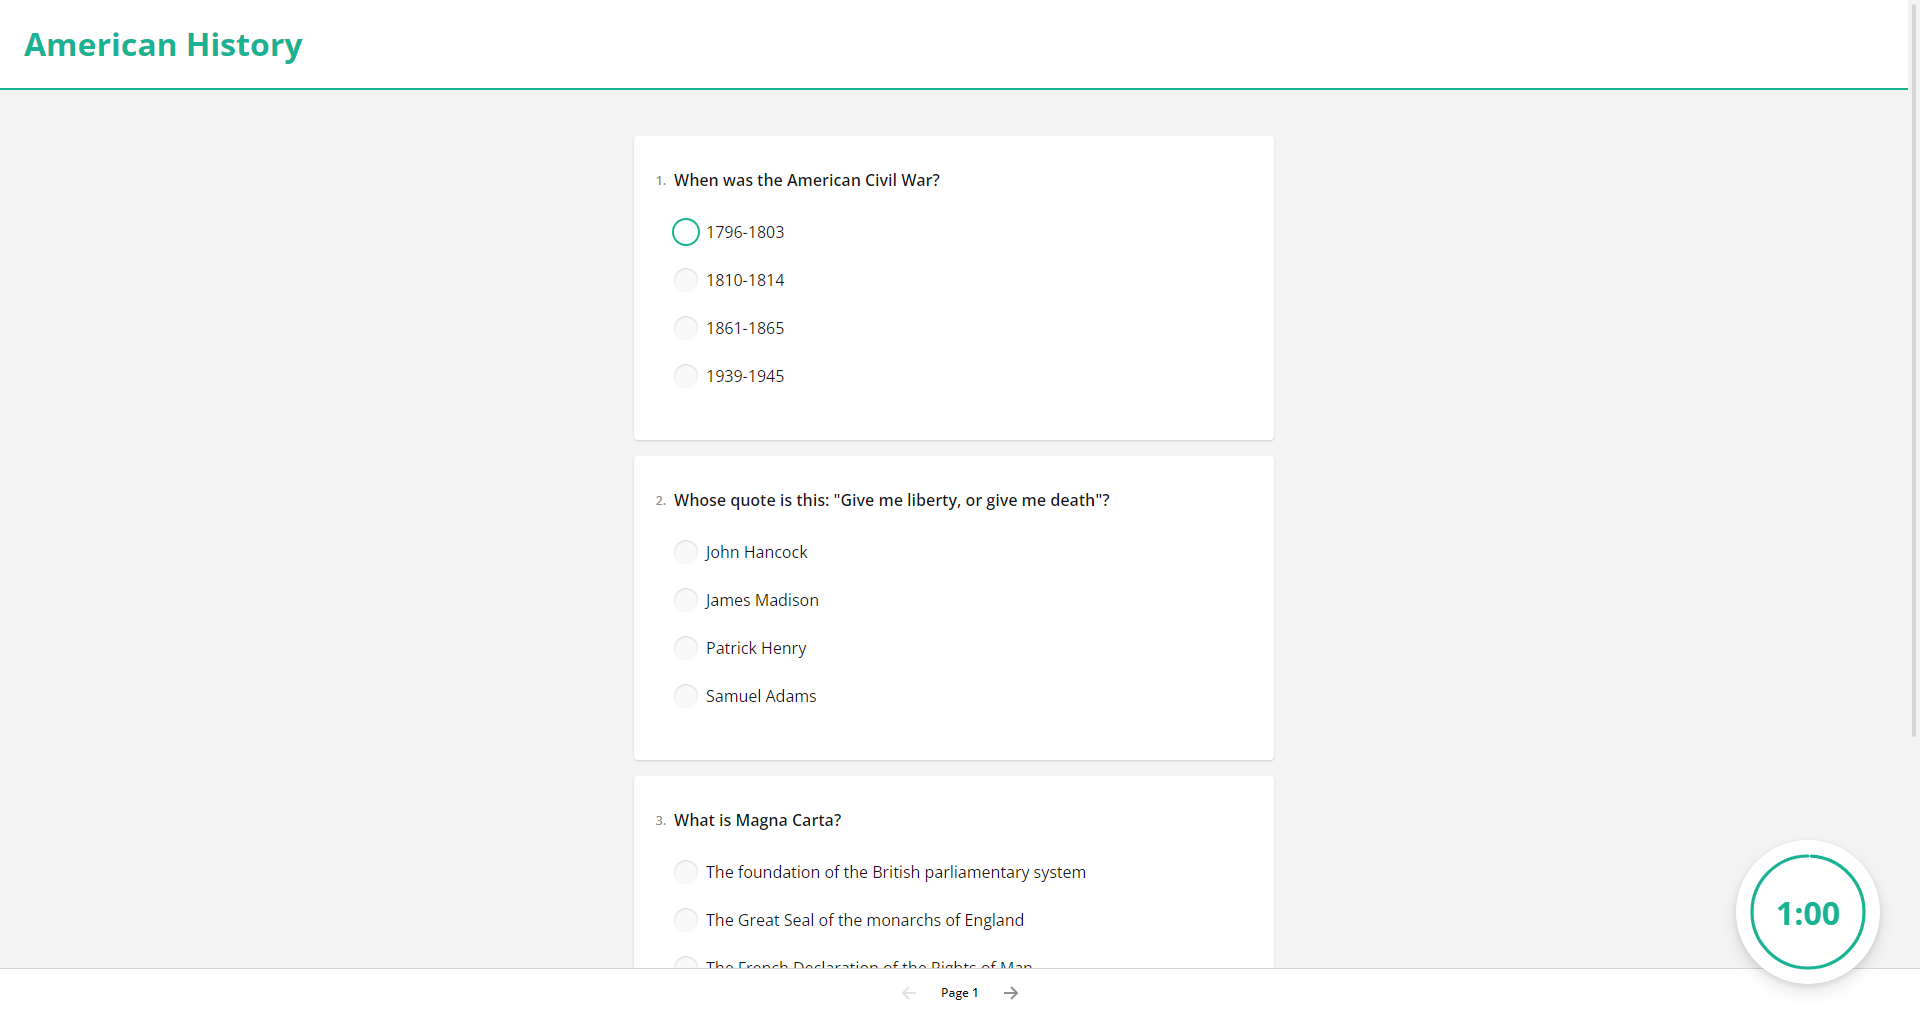 American History
1. When was the American Civil War?
1796-1803
1810-1814
1861-1865
1939-1945
2. Whose quote is this: "Give me liberty, or give me death"?
John Hancock
James Madison
Patrick Henry
Samuel Adams
3. What is Magna Carta?
The foundation of the British parliamentary system
The Great Seal of the monarchs of England
The French Declaration of the Rights of Man
1:00
Page 1